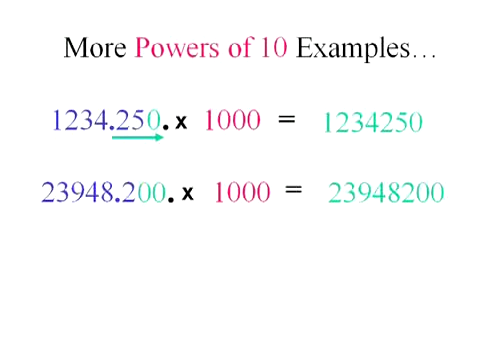 More Powers of 10 Examples…
1234.250. x 1000 = 1234250
23948.200. x 1000 = 23948200